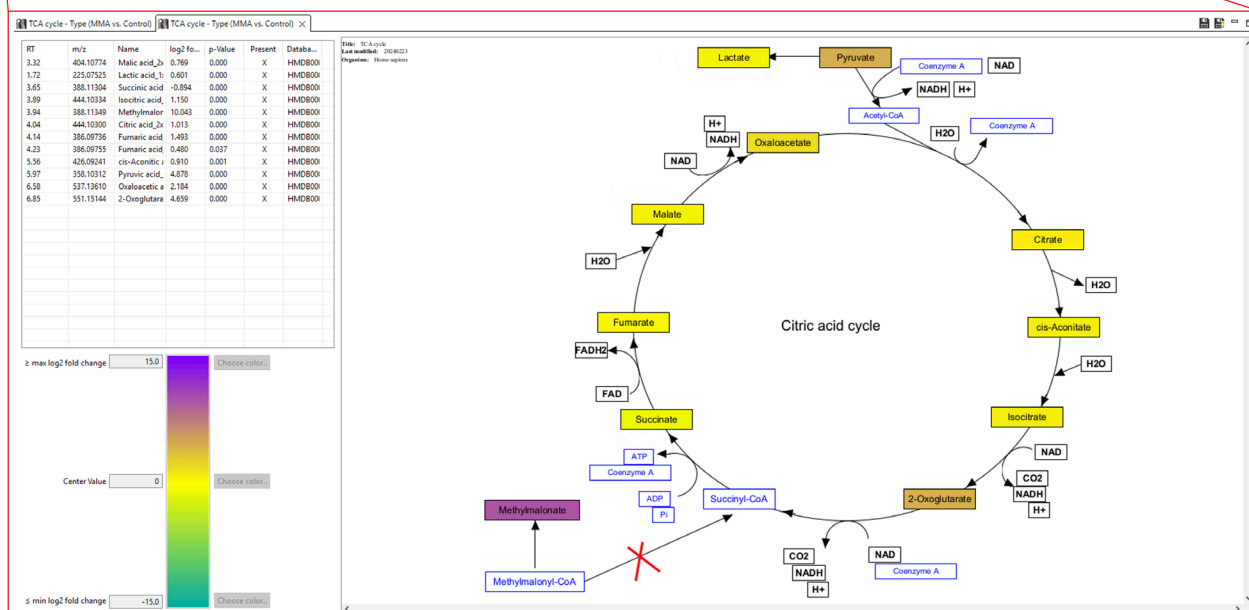 TCA cycle - Type (MMA vs. Control) TCA cycle - Type (MMA vs. Control)
RT m/z Name log2 fo... p-Value Present Databa...
3.32 404.10774 Malic acid_2x 0.769 0.000 X HMDB00(
1.72 225.07525 Lactic acid_1: 0.601 0.000 X HMDB00(
3.65 388.11304 Succinic acid -0.894 0.000 X HMDB00(
3.89 444.10334 Isocitric acid_ 1.150 0.000 X HMDB00(
3.94 388.11349 Methylmalor 10.043 0.000 X HMDB00(
4.04 444.10300 Citric acid_2x 1.013 0.000 X HMDB00(
4.14 386.09736 Fumaric acid_ 1.493 0.000 X HMDB00(
4.23 386.09755 Fumaric acid_ 0.480 0.037 X HMDB00(
5.56 426.09241 cis-Aconitic a 0.910 0.001 X HMDB00(
5.97 358.10312 Pyruvic acid_ 4.878 0.000 X HMDB00(
6.58 537.13610 Oxaloacetic a 2.184 0.000 X HMDB00(
6.85 551.15144 2-Oxoglutara 4.659 0.000 X HMDB00(
≥ max log2 fold change 15.0 Choose color..
Center Value 0 Choose color..
≤ min log2 fold change -15.0 Choose color..
Title: TCA cycle
Last modified: 20240223
Organism: Homo sapiens
Lactate
Pyruvate
Coenzyme A
NAD
NADH
H+
Acetyl-CoA
H2O
Coenzyme A
H+
NADH
NAD
Oxaloacetate
Malate
Citrate
H2O
H2O
Fumarate
Citric acid cycle
cis-Aconitate
FADH2
H2O
FAD
Succinate
Isocitrate
ATP
Coenzyme A
NAD
CO2
NADH
H+
ADP
Pi
Succinyl-CoA
2-Oxoglutarate
Methylmalonate
CO2
NADH
H+
NAD
Coenzyme A
Methylmalonyl-CoA